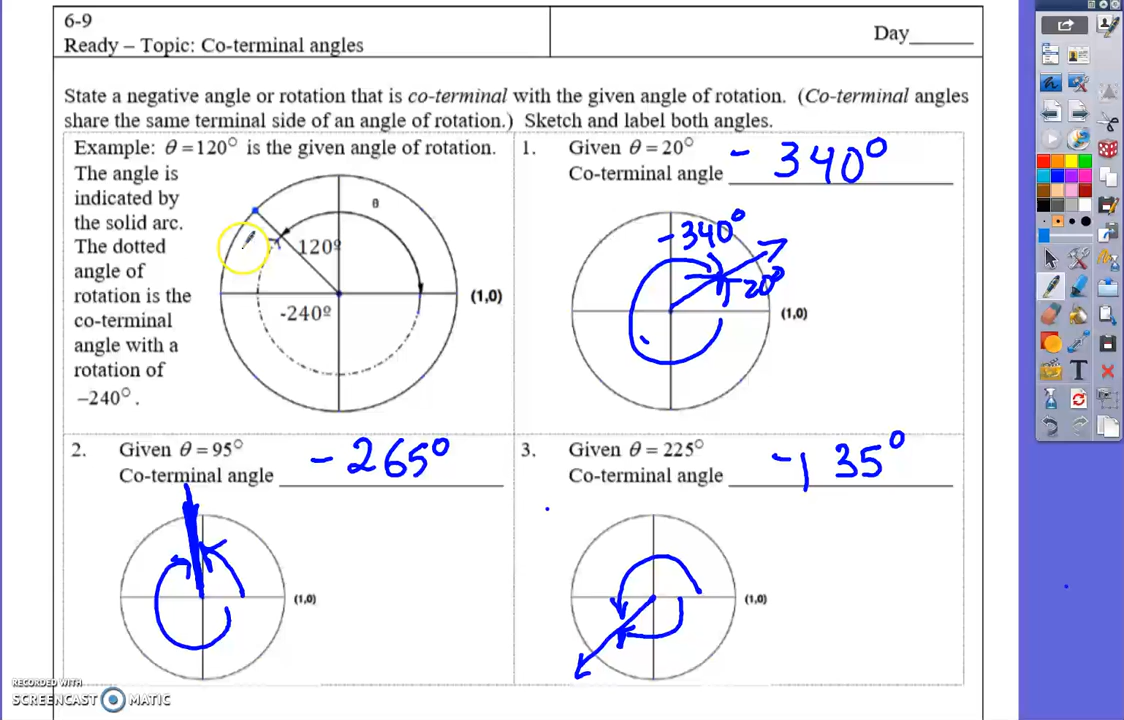 6-9
Ready – Topic: Co-terminal angles
Day______
State a negative angle or rotation that is co-terminal with the given angle of rotation. (Co-terminal angles
share the same terminal side of an angle of rotation.) Sketch and label both angles.
Example: θ = 120° is the given angle of rotation.
The angle is
indicated by
the solid arc.
The dotted
angle of
rotation is the
co-terminal
angle with a
rotation of
−240°.
θ
120º
-240º
(1,0)
1. Given θ = 20°
Co-terminal angle - 340°
-340°
20°
(1,0)
2. Given θ = 95°
Co-terminal angle - 265°
(1,0)
3. Given θ = 225°
Co-terminal angle -135°
(1,0)
RECORDED WITH
SCREENCAST MATIC
T